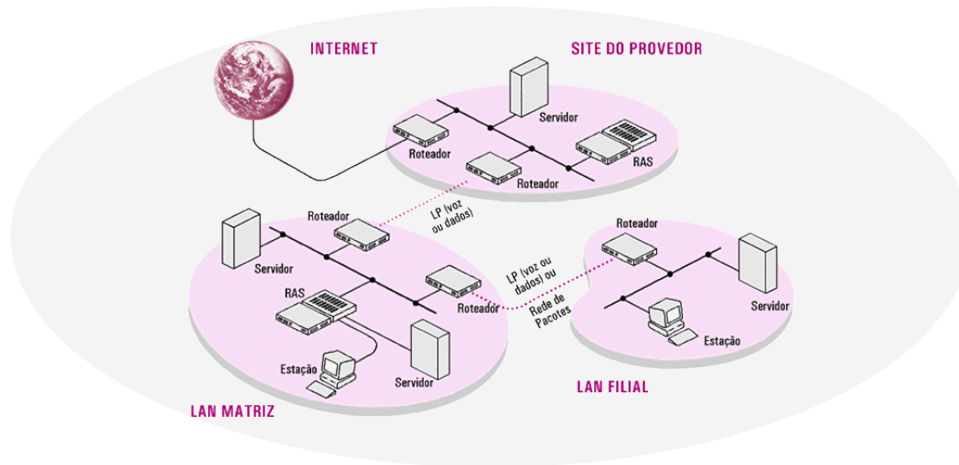 INTERNET
SITE DO PROVEDOR
Servidor
Roteador
RAS
Roteador
LP (voz
ou dados)
Roteador
Servidor
RAS
Roteador
Estação
Servidor
LAN MATRIZ
LP (voz ou
dados) ou
Rede de
Pacotes
Roteador
Servidor
Estação
LAN FILIAL